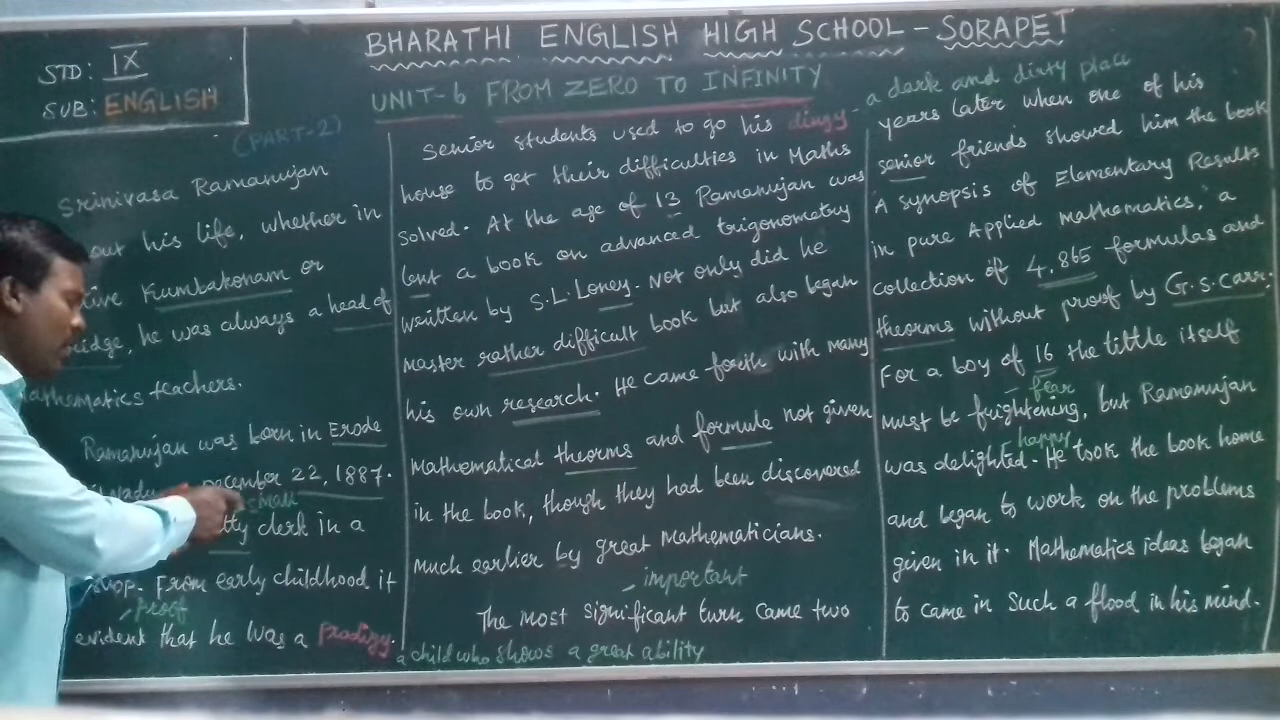 STD: IX
SUB: ENGLISH
BHARATHI ENGLISH HIGH SCHOOL - SORAPET
UNIT-6 FROM ZERO TO INFINITY
(PART-2)
Srinivasa Ramanujan
out his life, whether in
tive Kumbakonam or
ridge, he was always a head of
mathematics teachers.
Ramanujan was born in Erode
December 22, 1887.
small
tty clerk in a
shop. From early childhood it
proof
evident that he was a Prodigy.
a child who shows a great ability
Senior students used to go his dingy -
a dark and dirty place
house to get their difficulties in Maths
solved. At the age of 13 Ramanujan was
lent a book on advanced trigonometry
written by S.L. Loney. Not only did he
master rather difficult book but also began
his own research. He came forth with many
Mathematical theorms and formule not given
in the book, though they had been discovered
much earlier by great Mathematicians.
important
The most significant turn came two
years later when one of his
senior friends showed him the book
A synopsis of Elementary Results
in pure Applied Mathematics," a
collection of 4,865 formulas and
theorms without proof by G.S. Carr.
For a boy of 16 the little itself
- fear
must be frightening, but Ramanujan
- happy
was delighted. He took the book home
and began to work on the problems
given in it. Mathematics ideas began
to came in such a flood in his mind.